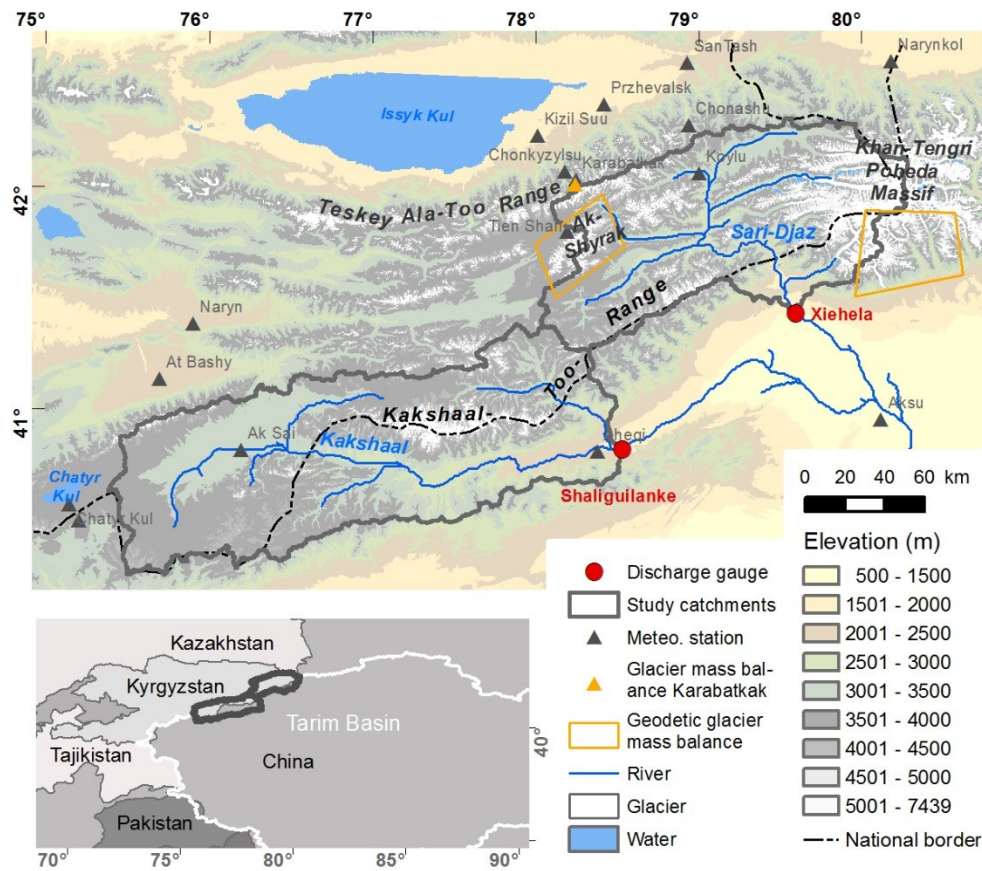 75°
76°
77°
78°
79°
80°
SanTash
Narynkol
Przhevalsk
Issyk Kul
Kizil Suu
Chonashu
Chonkyzylsu
Karabatkak
Koylu
Khan-Tengri
Pobeda
Massif
42°
Teskey Ala-Too Range
Tien Shan
Ak-
Shyrak
Sari-Djaz
Range
Naryn
Xiehela
At Bashy
Too-
41°
Kakshaal-
Aksu
Ak Sai
Kakshaal
Sheqi
Chatyr
Kul
Shaliguilanke
Chatyr Kul
0 20 40 60 km
Elevation (m)
500 - 1500
1501 - 2000
2001 - 2500
2501 - 3000
3001 - 3500
3501 - 4000
4001 - 4500
4501 - 5000
5001 - 7439
National border
Discharge gauge
Study catchments
Meteo. station
Glacier mass bal-
ance Karabatkak
Geodetic glacier
mass balance
River
Glacier
Water
Kazakhstan
Kyrgyzstan
Tarim Basin
Tajikistan
China
40°
Pakistan
70°
75°
80°
85°
90°